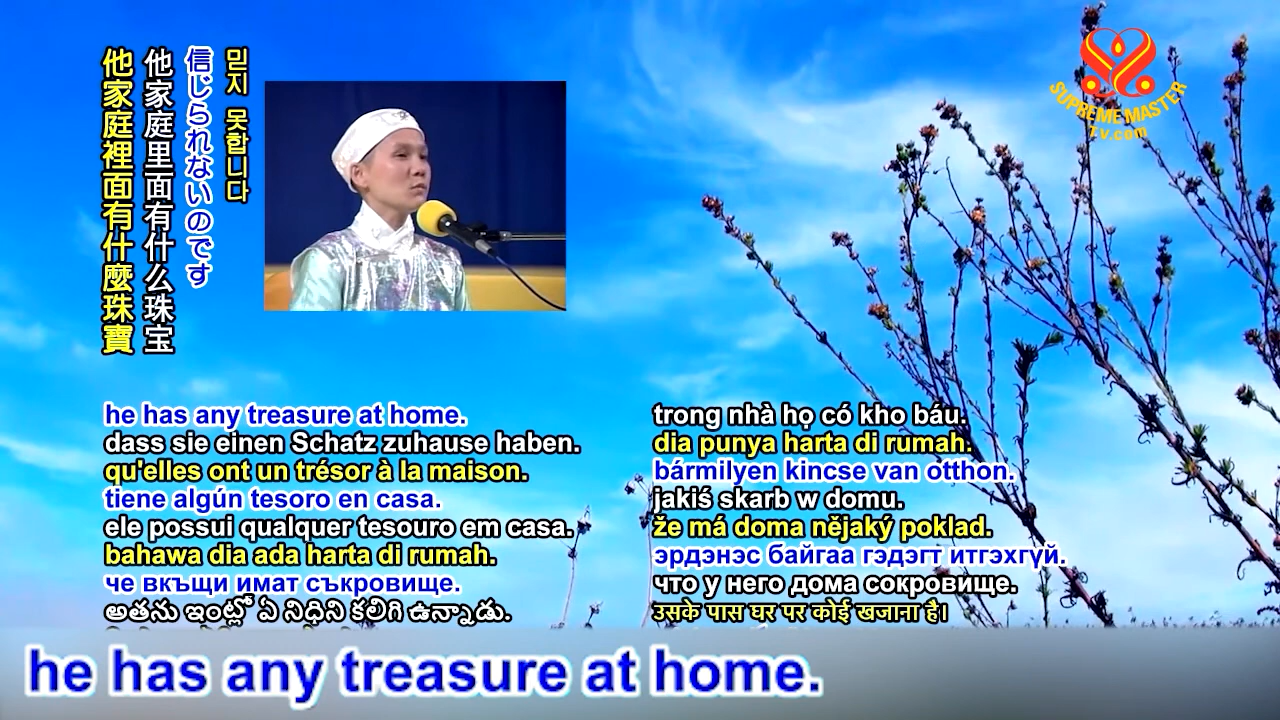 SUPREME MASTER
TV.com
믿지 못합니다
信じられないのです
他家庭里面有什么珠宝
他家庭裡面有什麼珠寶
he has any treasure at home.
dass sie einen Schatz zuhause haben.
qu'elles ont un trésor à la maison.
tiene algún tesoro en casa.
ele possui qualquer tesouro em casa.
bahawa dia ada harta di rumah.
че вкъщи имат съкровище.
అతను ఇంట్లో ఏ నిధిని కలిగి ఉన్నాడు.
trong nhà họ có kho báu.
dia punya harta di rumah.
bármilyen kincse van otthon.
jakiś skarb w domu.
že má doma nějaký poklad.
эрдэнэс байгаа гэдэгт итгэхгүй.
что у него дома сокровище.
उसके पास घर पर कोई खजाना है।
he has any treasure at home.